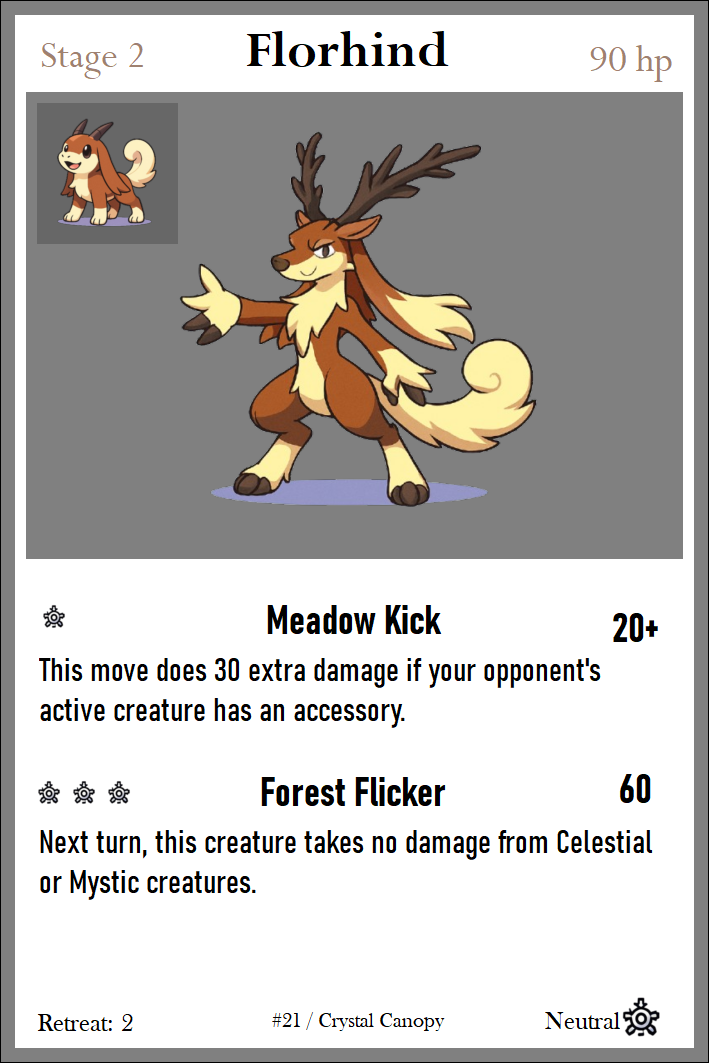 Stage 2
Florhind
90 hp
Meadow Kick
20+
This move does 30 extra damage if your opponent's
active creature has an accessory.
Forest Flicker
60
Next turn, this creature takes no damage from Celestial
or Mystic creatures.
Retreat: 2
#21 / Crystal Canopy
Neutral